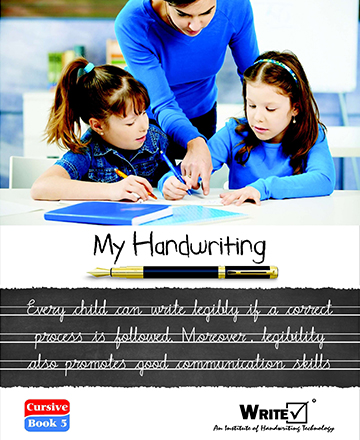 My Handwriting
Every child can write legibly if a correct
process is followed. Moreover, legibility
also promotes good communication skills
Cursive
Book 5
WRITE
An Institute of Handwriting Technology